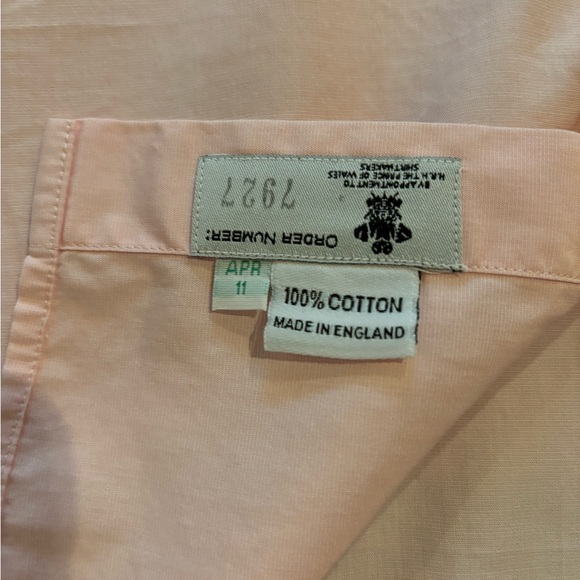 ORDER NUMBER:
7927
BY APPOINTMENT TO
H.R.H. THE PRINCE OF WALES
SHIRTMAKERS
APR
11
100% COTTON
MADE IN ENGLAND